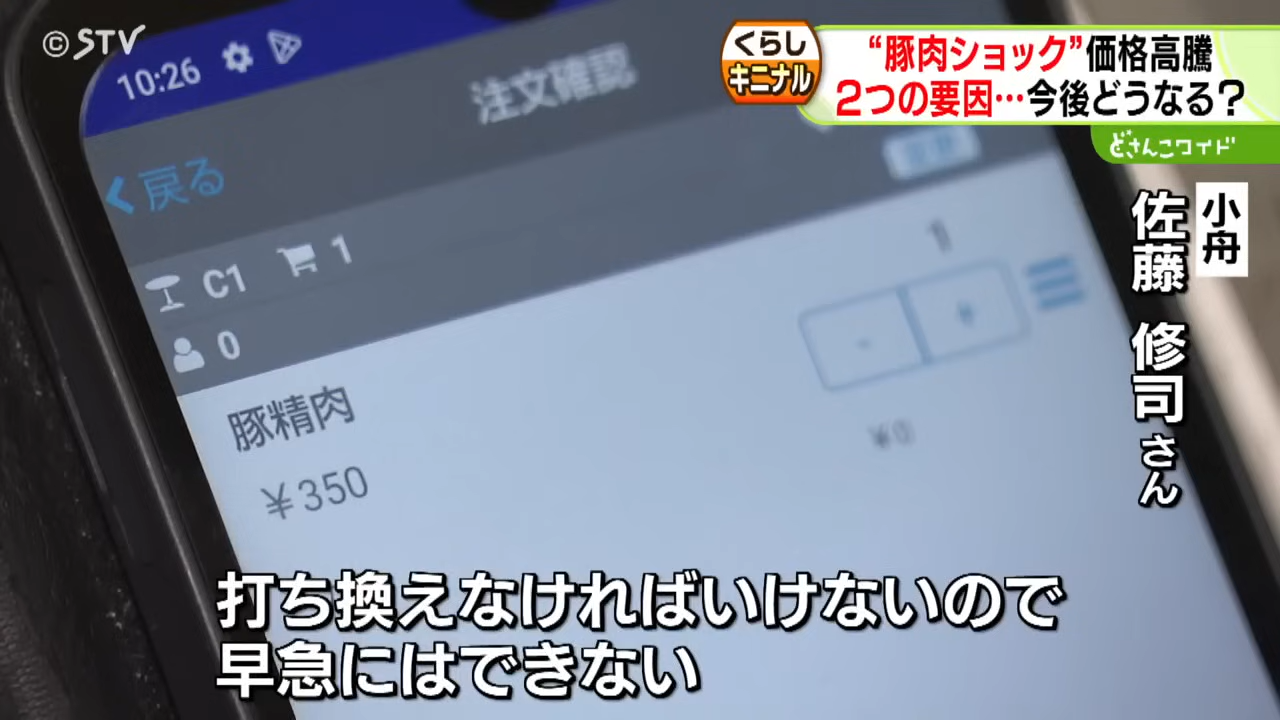 © STV
くらし
キニナル
“豚肉ショック”価格高騰
2つの要因…今後どうなる？
どさんこワイド
小舟
佐藤 修司さん
10:26
注文確認
戻る
C1 1
0
1
豚精肉
¥350
- +
¥0
打ち換えなければいけないので
早急にはできない